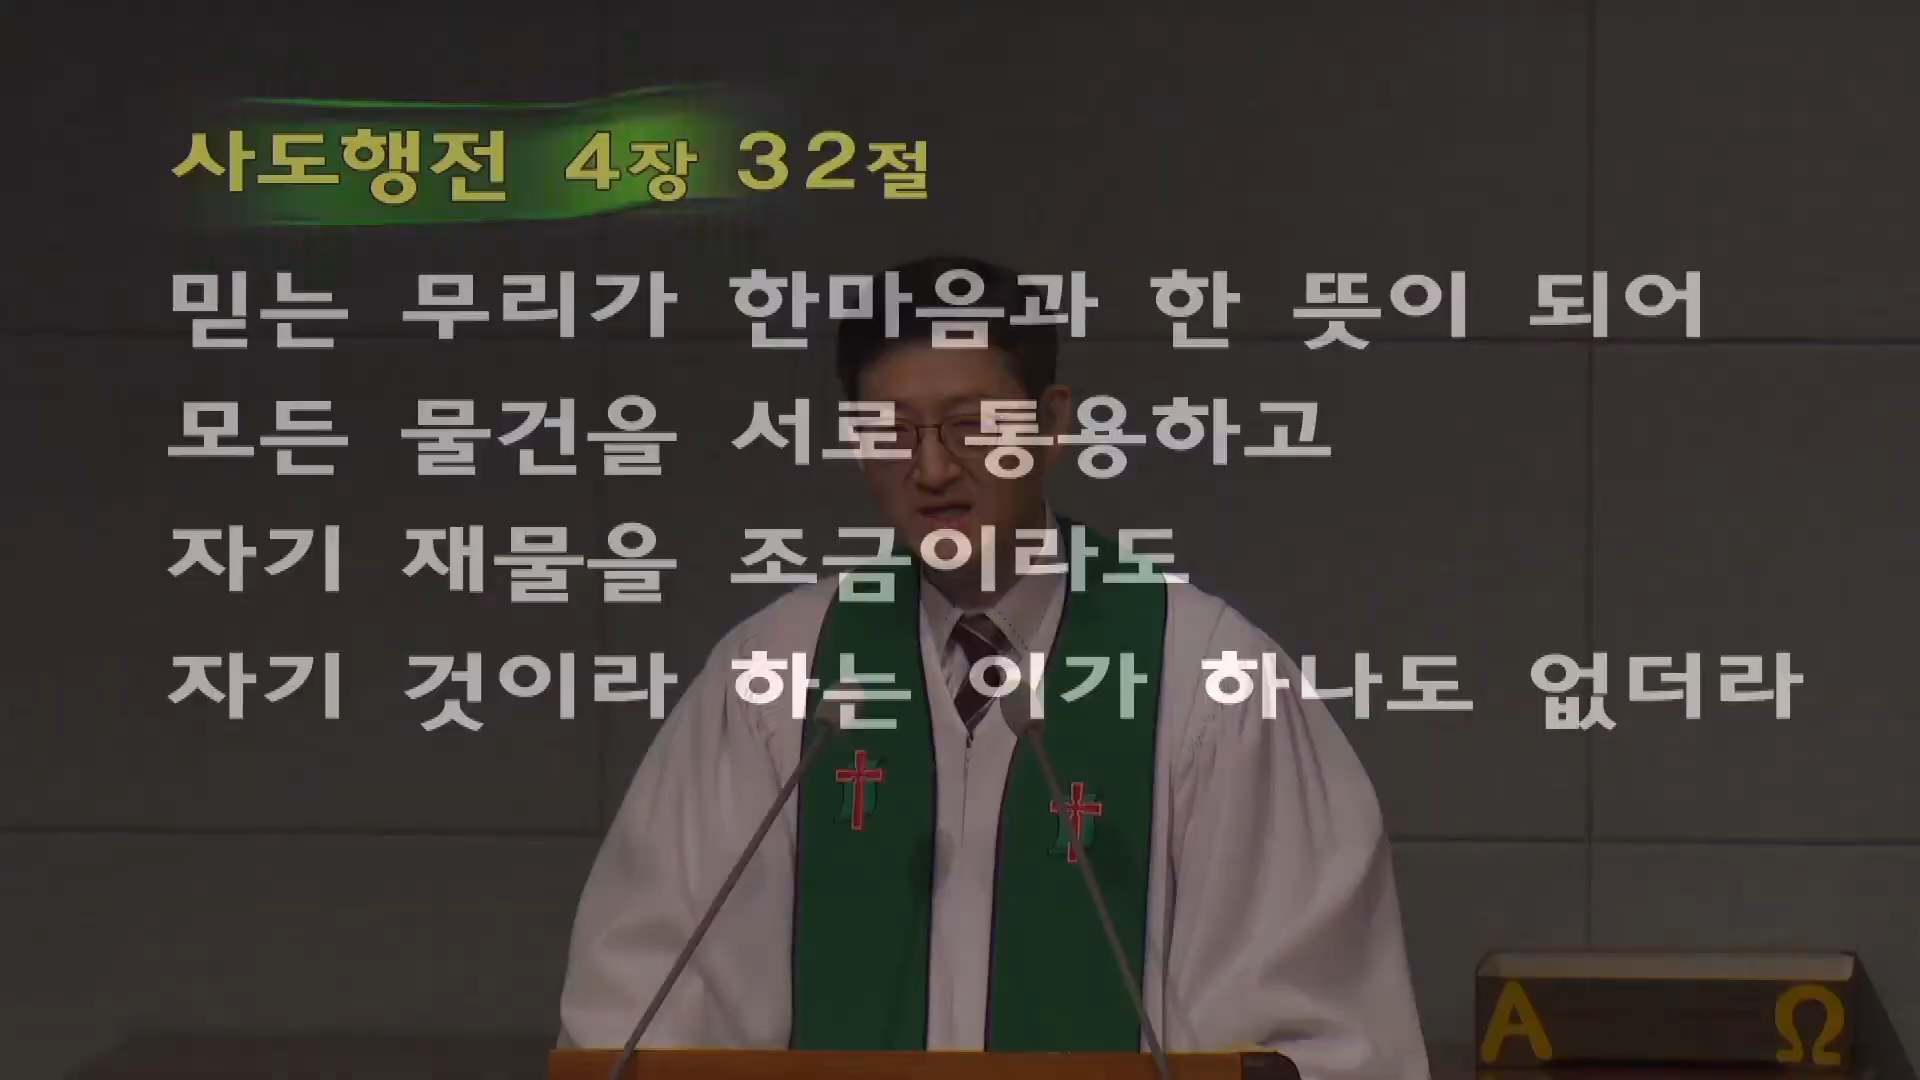 사도행전 4장 32절
믿는 무리가 한마음과 한 뜻이 되어
모든 물건을 서로 통용하고
자기 재물을 조금이라도
자기 것이라 하는 이가 하나도 없더라
Α Ω